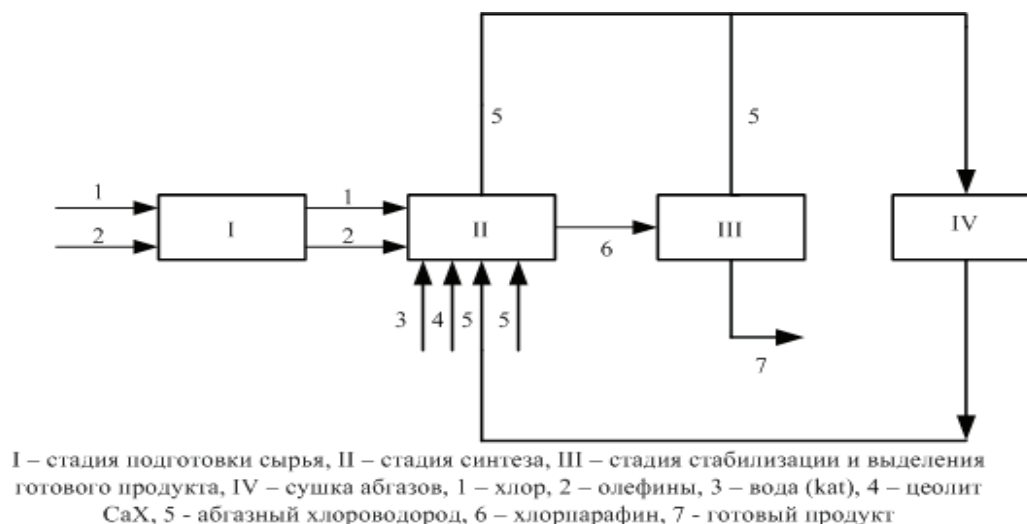 5
5
1
1
2
2
I
II
III
IV
6
3
4
5
5
7
I – стадия подготовки сырья, II – стадия синтеза, III – стадия стабилизации и выделения
готового продукта, IV – сушка абгазов, 1 – хлор, 2 – олефины, 3 – вода (kat), 4 – цеолит
CaX, 5 - абгазный хлороводород, 6 – хлорпарафин, 7 - готовый продукт